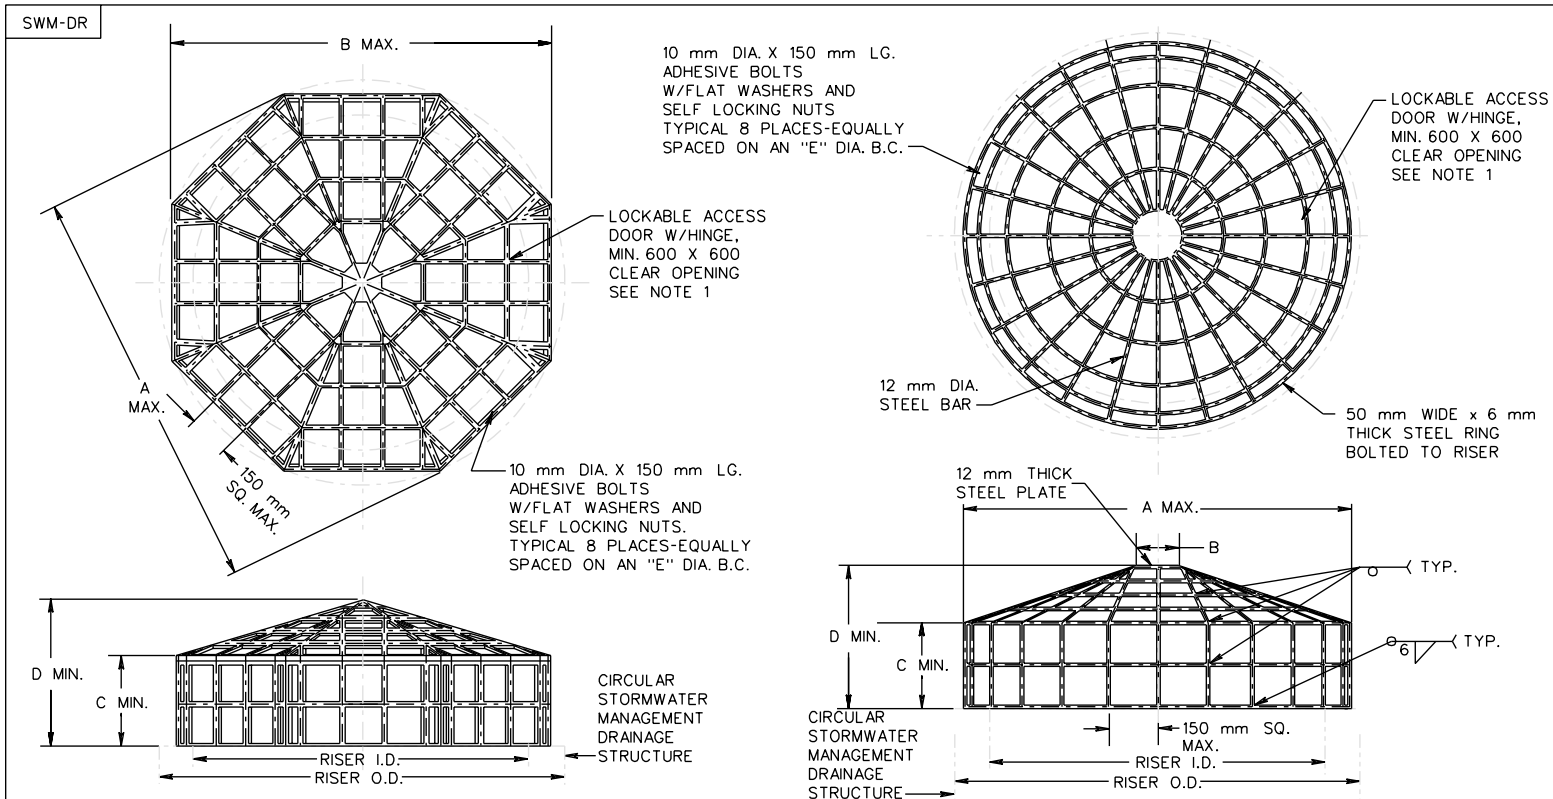 SWM-DR
B MAX.
10 mm DIA. X 150 mm LG.
ADHESIVE BOLTS
W/FLAT WASHERS AND
SELF LOCKING NUTS
TYPICAL 8 PLACES-EQUALLY
SPACED ON AN "E" DIA. B.C.
LOCKABLE ACCESS
DOOR W/HINGE,
MIN. 600 X 600
CLEAR OPENING
SEE NOTE 1
LOCKABLE ACCESS
DOOR W/HINGE,
MIN. 600 X 600
CLEAR OPENING
SEE NOTE 1
A
MAX.
150 mm
SQ. MAX.
12 mm DIA.
STEEL BAR
50 mm WIDE x 6 mm
THICK STEEL RING
BOLTED TO RISER
10 mm DIA. X 150 mm LG.
ADHESIVE BOLTS
W/FLAT WASHERS AND
SELF LOCKING NUTS.
TYPICAL 8 PLACES-EQUALLY
SPACED ON AN "E" DIA. B.C.
12 mm THICK
STEEL PLATE
A MAX.
B
TYP.
D MIN.
C MIN.
6
TYP.
D MIN.
C MIN.
CIRCULAR
STORMWATER
MANAGEMENT
DRAINAGE
STRUCTURE
RISER I.D.
RISER O.D.
CIRCULAR
STORMWATER
MANAGEMENT
DRAINAGE
STRUCTURE
150 mm SQ.
MAX.
RISER I.D.
RISER O.D.